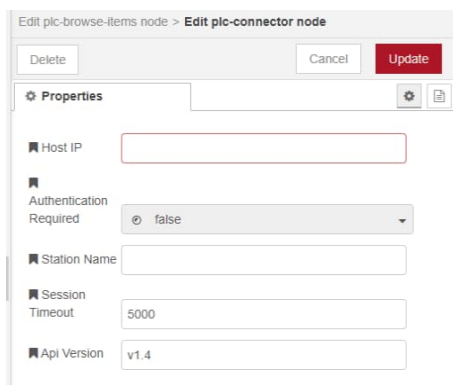 Edit plc-browse-items node > Edit plc-connector node
Delete
Cancel
Update
Properties
Host IP
Authentication
Required
false
Station Name
Session
Timeout
5000
Api Version
v1.4